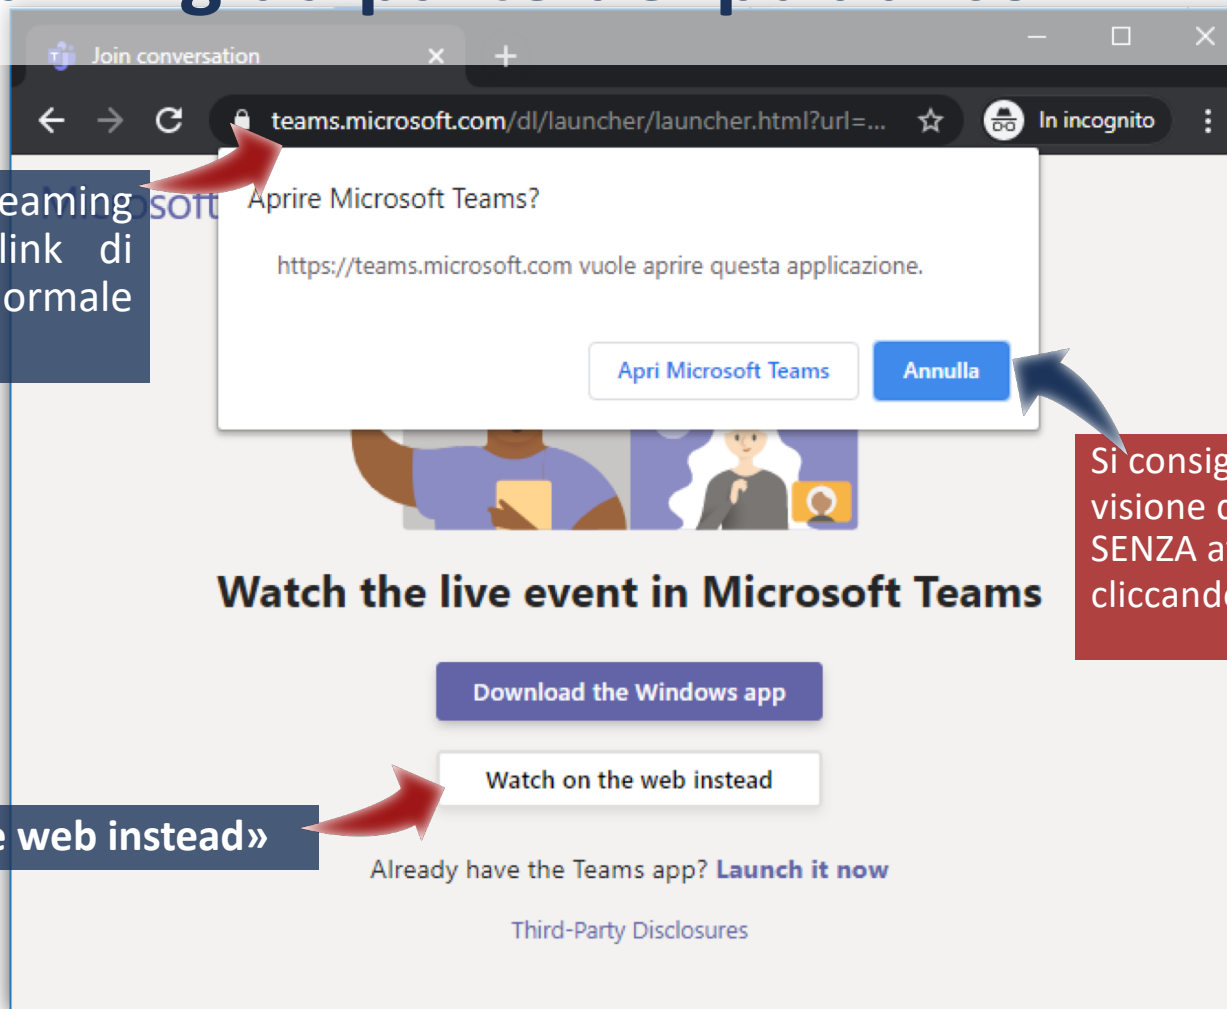 Join conversation
teams.microsoft.com/dl/launcher/launcher.html?url=...
In incognito
eaming
link di
ormale
soft
Aprire Microsoft Teams?
https://teams.microsoft.com vuole aprire questa applicazione.
Apri Microsoft Teams
Annulla
Si consig
visione
SENZA a
cliccand
Watch the live event in Microsoft Teams
Download the Windows app
Watch on the web instead
e web instead»
Already have the Teams app? Launch it now
Third-Party Disclosures